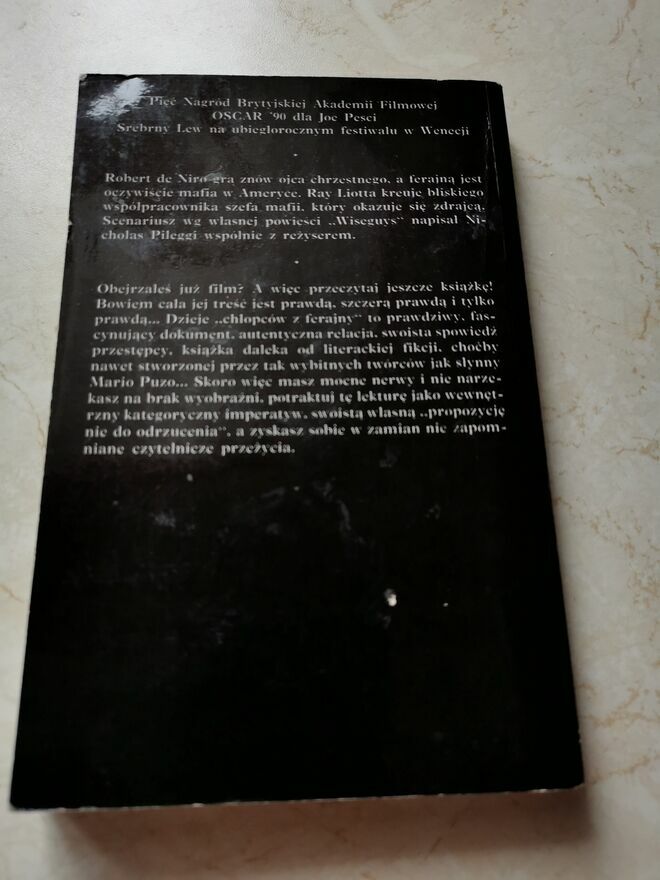 Pięć Nagród Brytyjskiej Akademii Filmowej
OSCAR '90 dla Joe Pesci
Srebrny Lew na ubiegłorocznym festiwalu w Wenecji
Robert de Niro gra znów ojca chrzestnego, a ferajną jest
oczywiście mafia w Ameryce. Ray Liotta kreuje bliskiego
współpracownika szefa mafii, który okazuje się zdrajcą.
Scenariusz wg własnej powieści „Wiseguys" napisał Ni-
cholas Pileggi wspólnie z reżyserem.
Obejrzałeś już film? A więc przeczytaj jeszcze książkę!
Bowiem cała jej treść jest prawdą, szczerą prawdą i tylko
prawdą... Dzieje „chłopców z ferajny" to prawdziwy, fas-
cynujący dokument, autentyczna relacja, swoista spowiedź
przestępcy, książka daleka od literackiej fikcji, choćby
nawet stworzonej przez tak wybitnych twórców jak słynny
Mario Puzo... Skoro więc masz mocne nerwy i nie narze-
kasz na brak wyobraźni, potraktuj tę lekturę jako wewnęt-
rzny kategoryczny imperatyw, swoistą własną „propozycję
nie do odrzucenia", a zyskasz sobie w zamian nie zapom-
niane czytelnicze przeżycia.